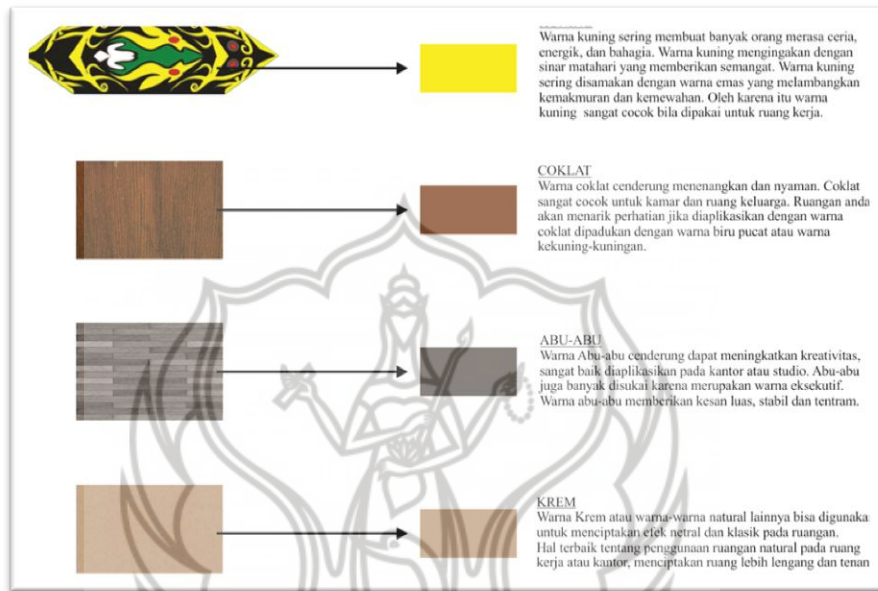 Warna kuning sering membuat banyak orang merasa ceria,
energik, dan bahagia. Warna kuning mengingakan dengan
sinar matahari yang memberikan semangat. Warna kuning
sering disamakan dengan warna emas yang melambangkan
kemakmuran dan kemewahan. Oleh karena itu warna
kuning sangat cocok bila dipakai untuk ruang kerja.
COKLAT
Warna coklat cenderung menenangkan dan nyaman. Coklat
sangat cocok untuk kamar dan ruang keluarga. Ruangan anda
akan menarik perhatian jika diaplikasikan dengan warna
coklat dipadukan dengan warna biru pucat atau warna
kekuning-kuningan.
ABU-ABU
Warna Abu-abu cenderung dapat meningkatkan kreativitas,
sangat baik diaplikasikan pada kantor atau studio. Abu-abu
juga banyak disukai karena merupakan warna eksekutif.
Warna abu-abu memberikan kesan luas, stabil dan tentram.
KREM
Warna Krem atau warna-warna natural lainnya bisa digunaka
untuk menciptakan efek netral dan klasik pada ruangan.
Hal terbaik tentang penggunaan ruangan natural pada ruang
kerja atau kantor, menciptakan ruang lebih lengang dan tenan